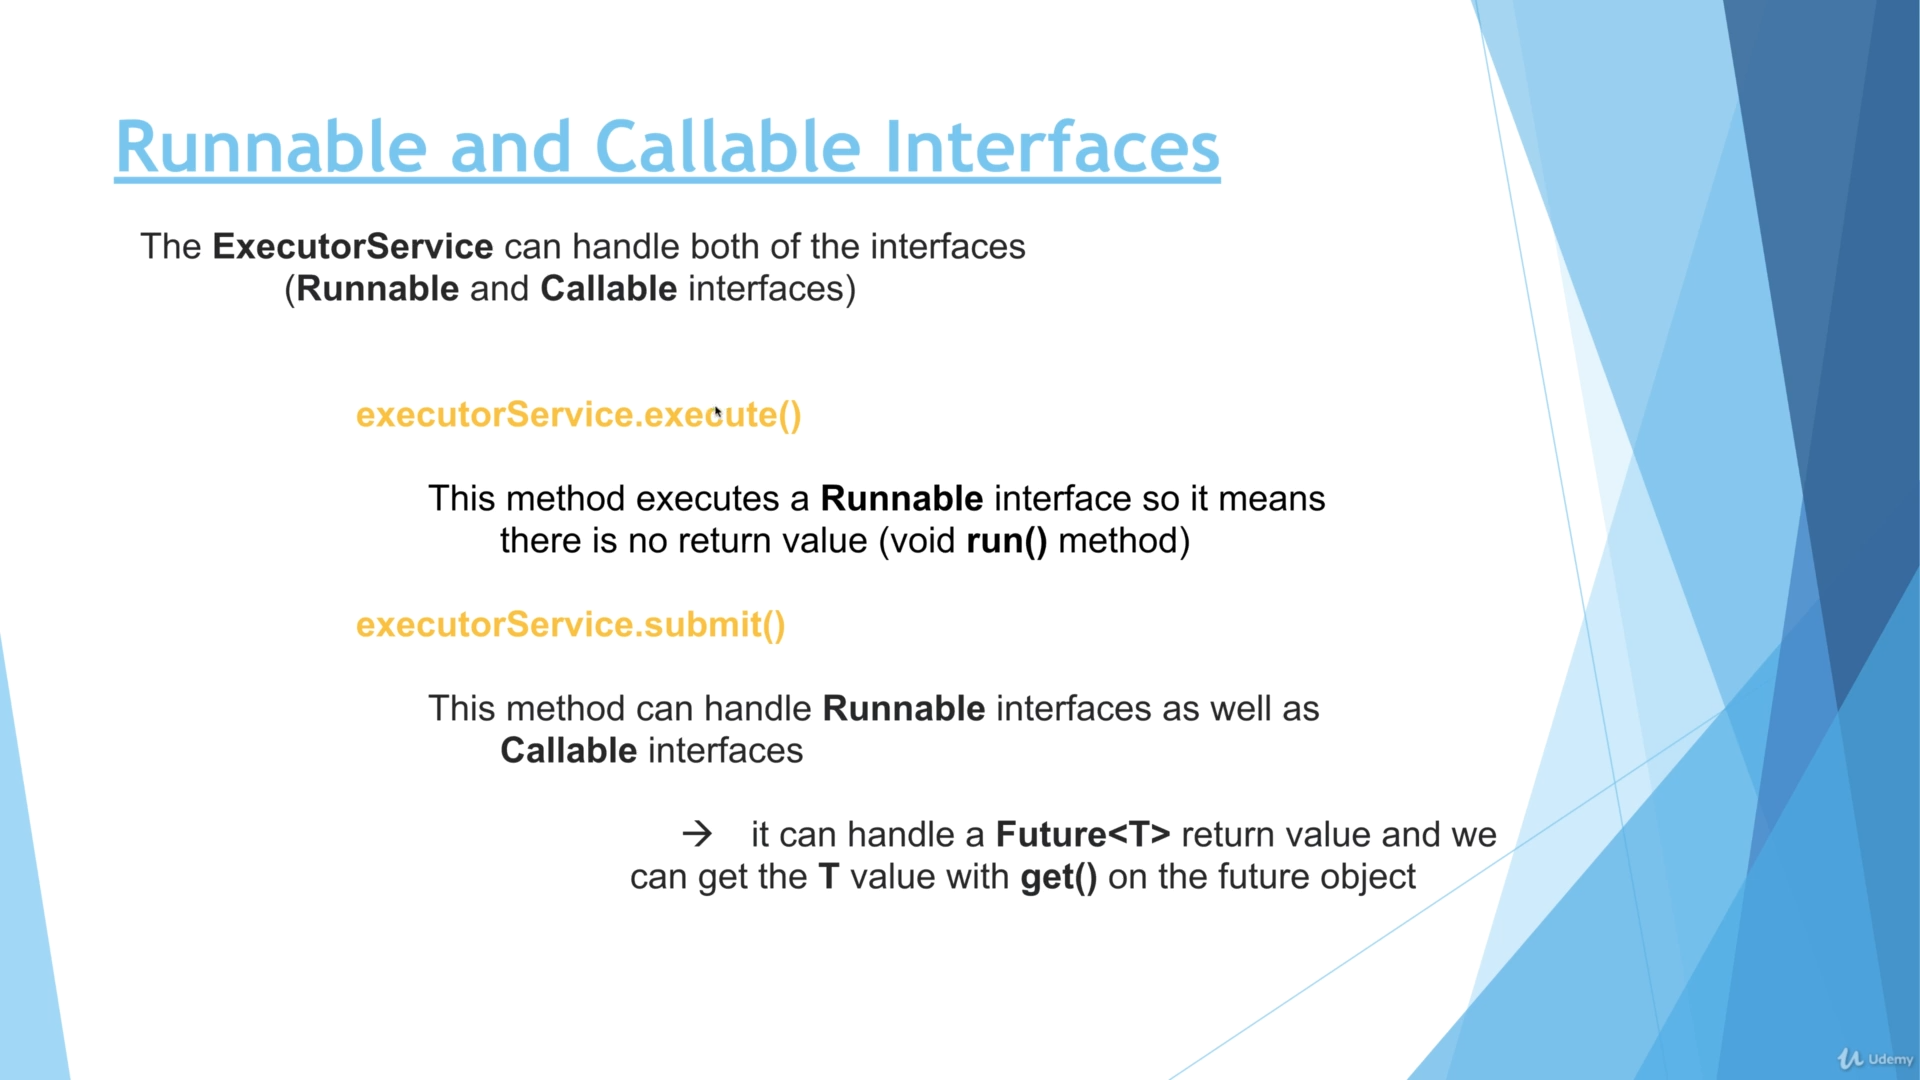 Runnable and Callable Interfaces
The ExecutorService can handle both of the interfaces
(Runnable and Callable interfaces)
executorService.execute()
This method executes a Runnable interface so it means
there is no return value (void run() method)
executorService.submit()
This method can handle Runnable interfaces as well as
Callable interfaces
→ it can handle a Future<T> return value and we
can get the T value with get() on the future object
Udemy